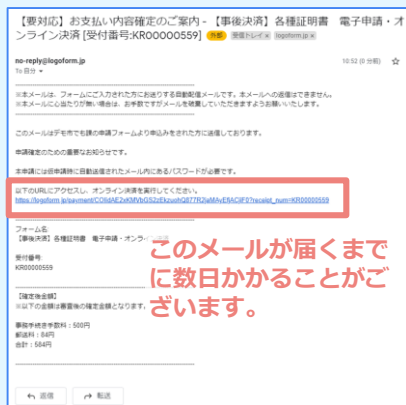 【要対応】お支払い内容確定のご案内 -【事後決済】各種証明書　電子申請・オ
ンライン決済 [受付番号:KR00000559] 外部 受信トレイ × logoform.jp ×
no-reply@logoform.jp 10:52 (0 分前) ☆
To 自分
※本メールは、フォームにご入力された方にお送りする自動配信メールです。本メールへの返信はできません。
※本メールに心当たりが無い場合は、お手数ですがメールを破棄していただきますようお願いいたします。
このメールはデモ市でも課の申請フォームより申込みをされた方に送信しております。
申請確定のための重要なお知らせです。
本申請には仮申請時に自動送信されたメール内にあるパスワードが必要です。
以下のURLにアクセスし、オンライン決済を実行してください。
フォーム名:
【事後決済】各種証明書　電子申請・オンライン
このメールが届くまで
に数日かかることがご
ざいます。
受付番号:
KR00000559
【確定後金額】
※以下の金額は審査後の確定金額となります。
事務手続き手数料：500円
郵送料：84円
合計：584円
返信 転送